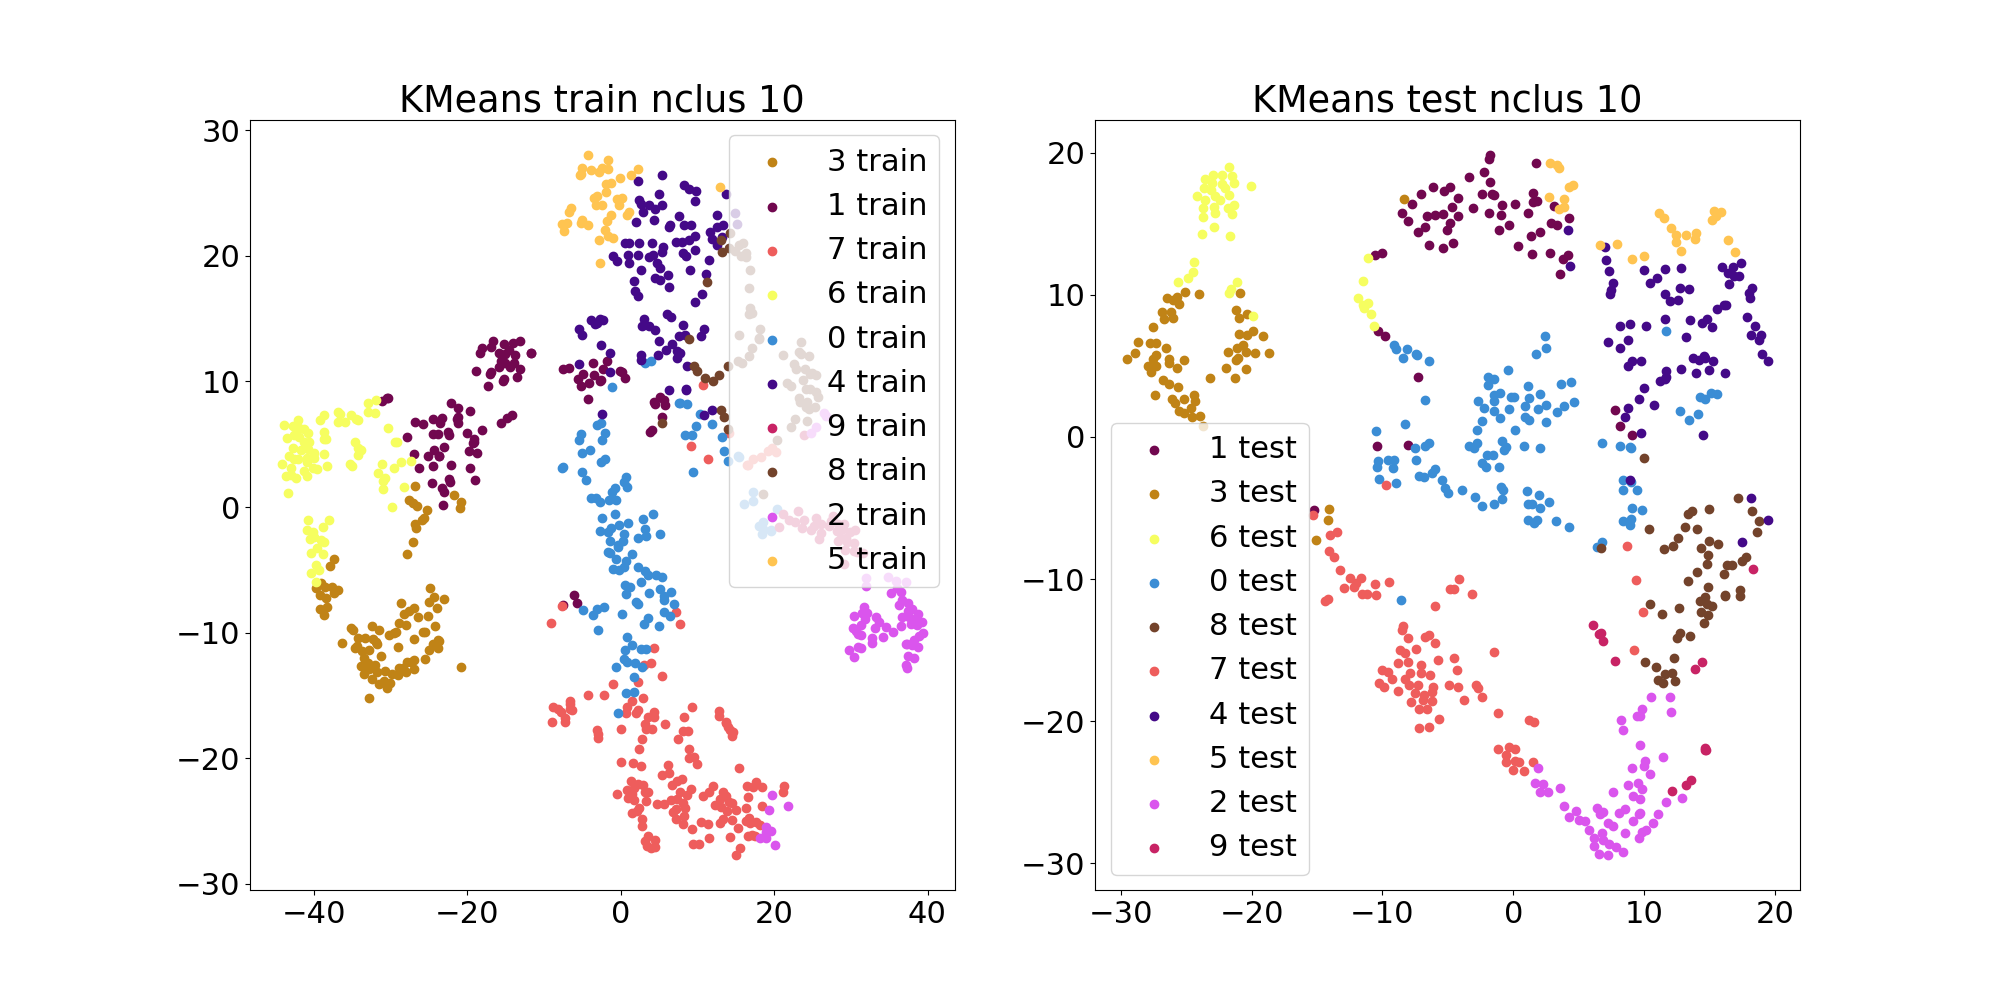 KMeans train nclus 10
30
20
10
0
−10
−20
−30
−40
−20
0
20
40
3 train
1 train
7 train
6 train
0 train
4 train
9 train
8 train
2 train
5 train
KMeans test nclus 10
20
10
0
−10
−20
−30
−30
−20
−10
0
10
20
1 test
3 test
6 test
0 test
8 test
7 test
4 test
5 test
2 test
9 test